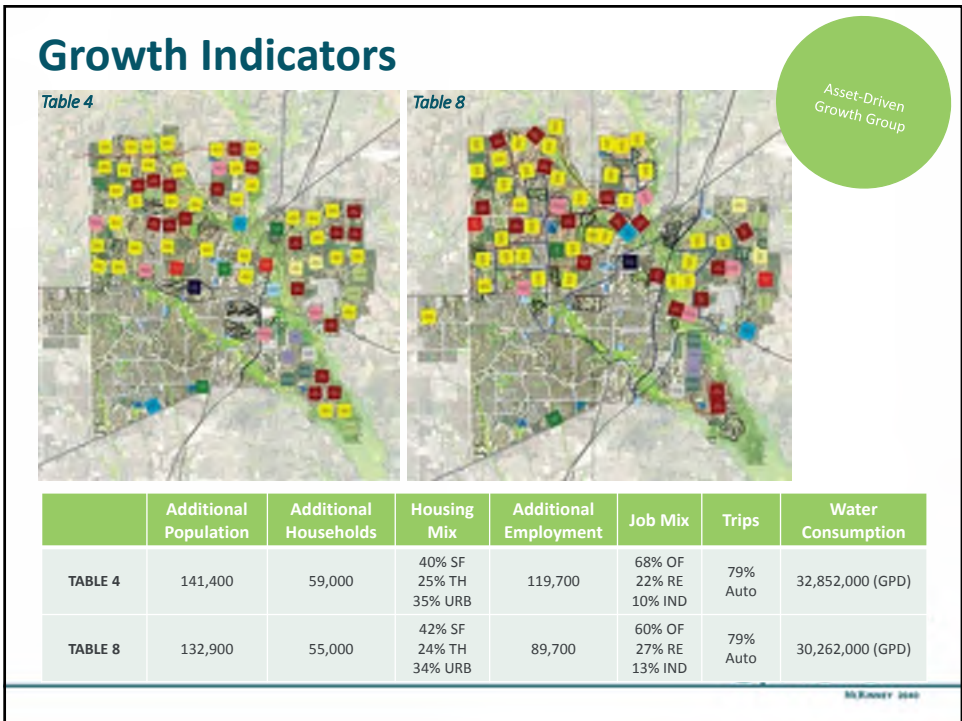 Growth Indicators
Asset-Driven
Growth Group
Table 4
Table 8
Additional Population
Additional Households
Housing Mix
Additional Employment
Job Mix
Trips
Water Consumption
TABLE 4
141,400
59,000
40% SF
25% TH
35% URB
119,700
68% OF
22% RE
10% IND
79%
Auto
32,852,000 (GPD)
TABLE 8
132,900
55,000
42% SF
24% TH
34% URB
89,700
60% OF
27% RE
13% IND
79%
Auto
30,262,000 (GPD)
McKinney 2040